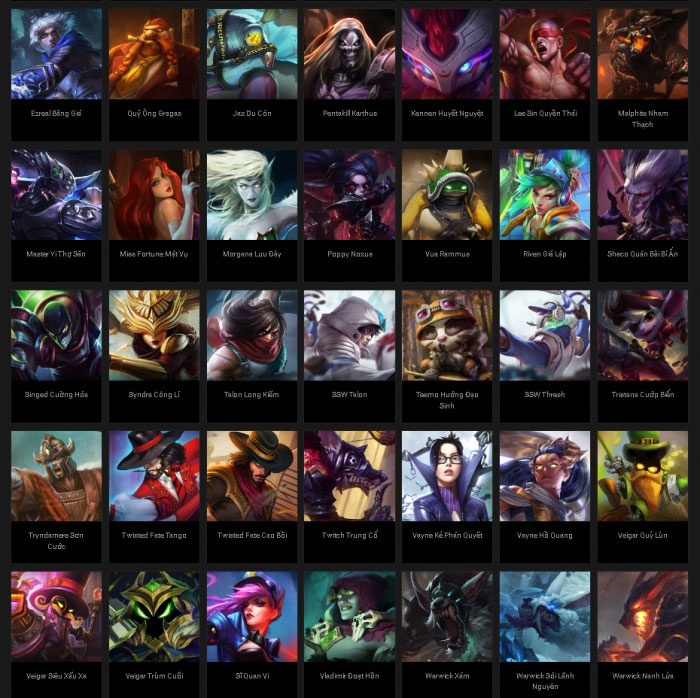 Ezreal Băng Giá
Quý Ông Gragas
Jax Du Côn
Pentakill Karthus
Kennen Huyết Nguyệt
Lee Sin Quyền Thái
Malphite Nham
Thạch
Master Yi Thợ Săn
Miss Fortune Mật Vụ
Morgana Lưu Đày
Poppy Noxus
Vua Rammus
Riven Giả Lập
Shaco Quân Bài Bí Ẩn
Singed Cường Hóa
Syndra Công Lí
Talon Long Kiếm
SSW Talon
Teemo Hướng Đạo
Sinh
SSW Thresh
Tristana Cướp Biển
Tryndamere Sơn
Cước
Twisted Fate Tango
Twisted Fate Cao Bồi
Twitch Trung Cổ
Vayne Kẻ Phán Quyết
Vayne Hồ Quang
Veigar Quỷ Lùn
Veigar Siêu Xấu Xa
Veigar Trùm Cuối
Sĩ Quan Vi
Vladimir Đoạt Hồn
Warwick Xám
Warwick Sói Lãnh
Nguyên
Warwick Nanh Lửa